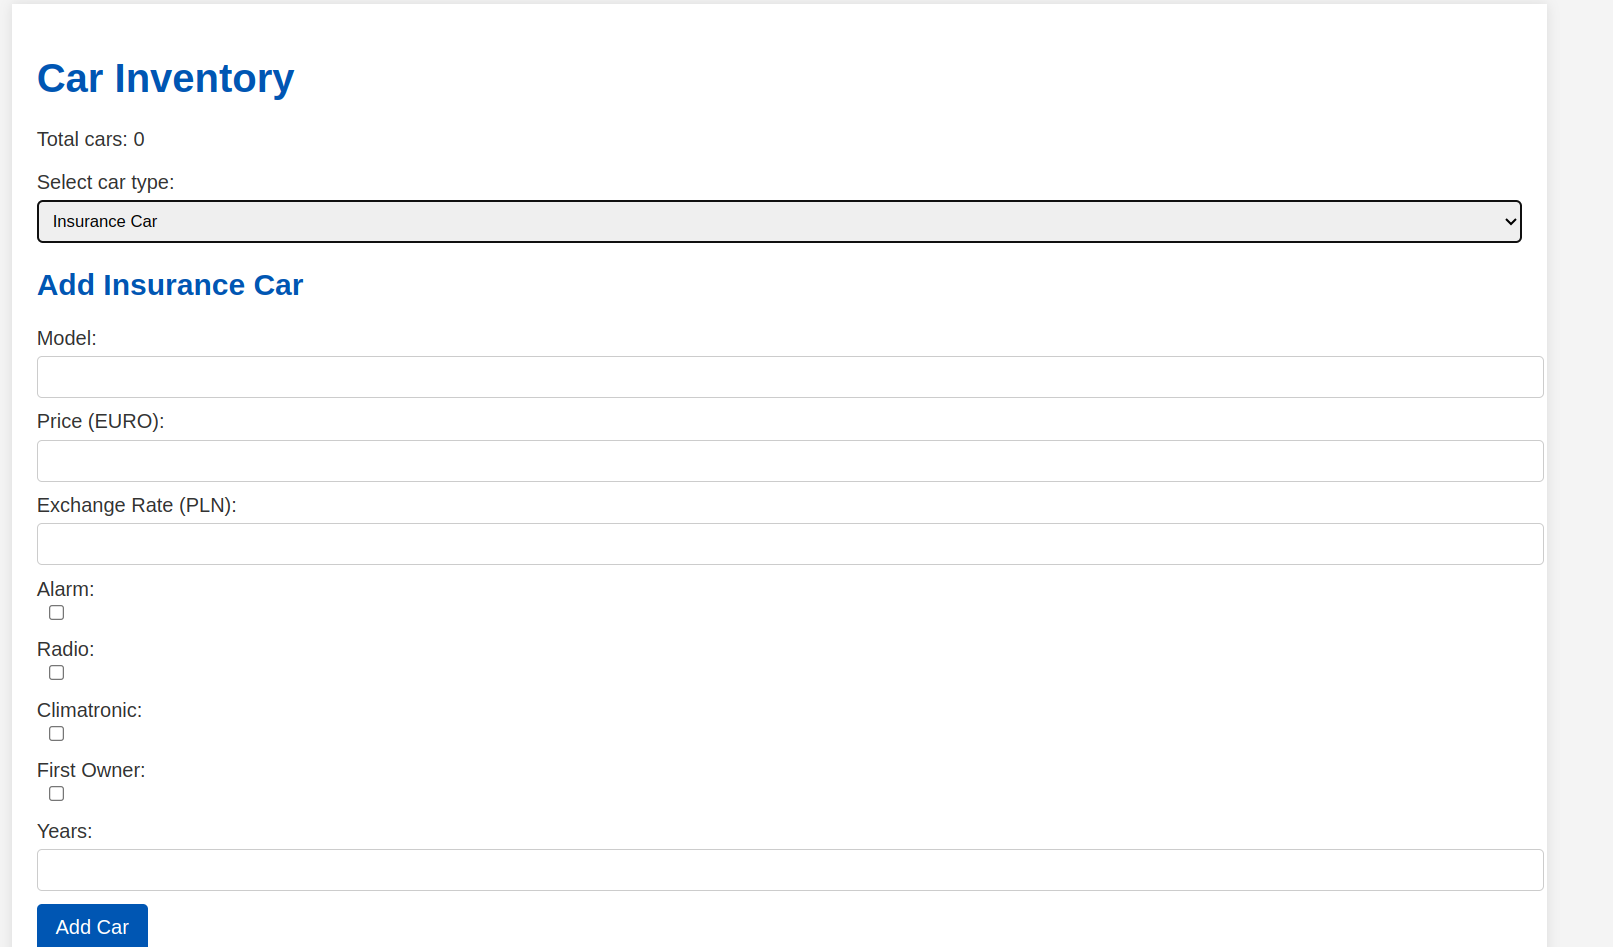 Car Inventory
Total cars: 0
Select car type:
Insurance Car
Add Insurance Car
Model:
Price (EURO):
Exchange Rate (PLN):
Alarm:
Radio:
Climatronic:
First Owner:
Years:
Add Car